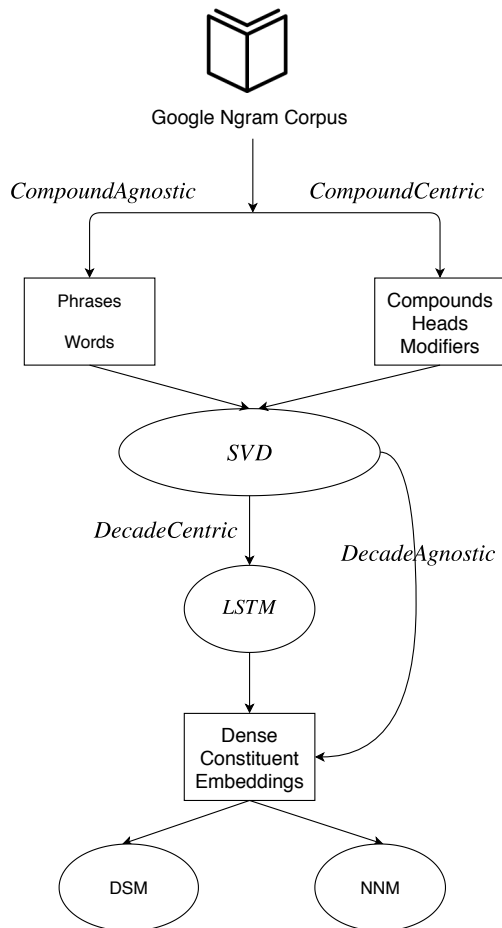 Google Ngram Corpus
CompoundAgnostic
CompoundCentric
Phrases
Words
Compounds
Heads
Modifiers
SVD
DecadeCentric
DecadeAgnostic
LSTM
Dense
Constituent
Embeddings
DSM
NNM